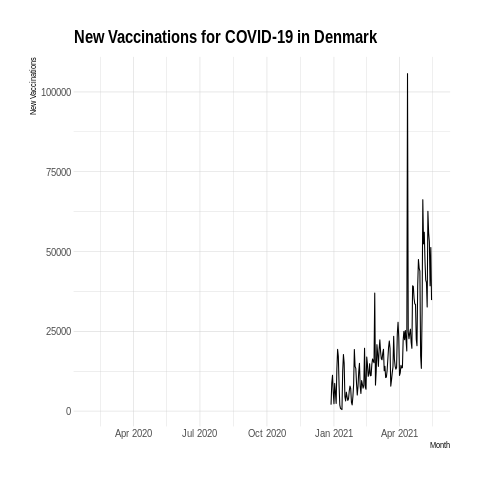 New Vaccinations for COVID-19 in Denmark
New Vaccinations
100000
75000
50000
25000
0
Apr 2020 Jul 2020 Oct 2020 Jan 2021 Apr 2021
Month